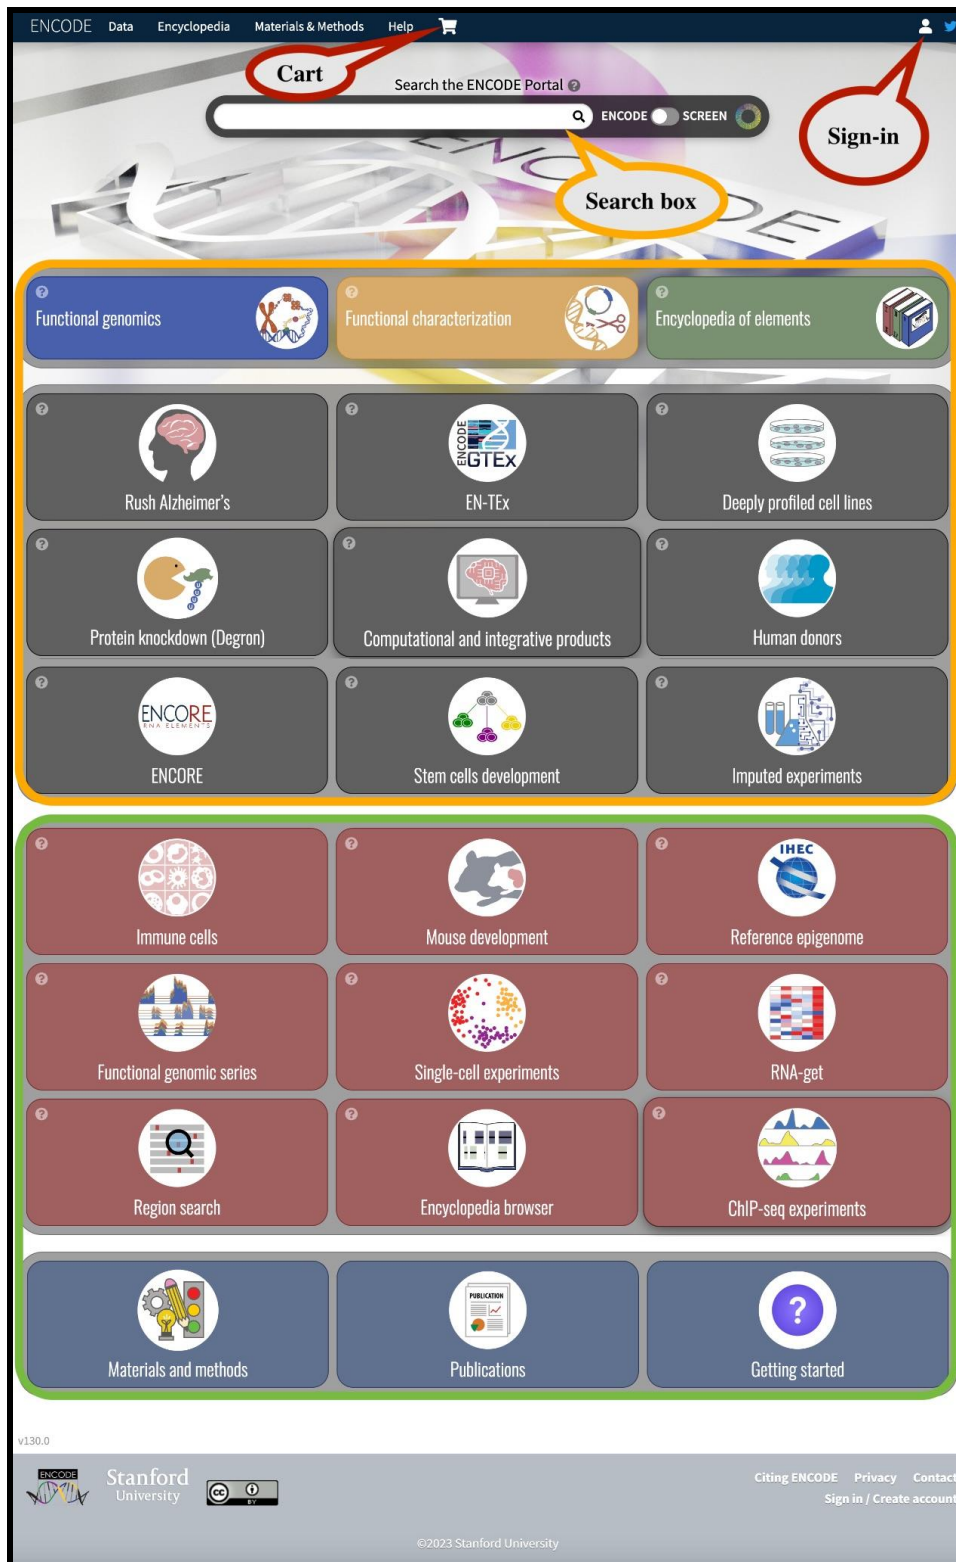 ENCODE Data Encyclopedia Materials & Methods Help
Cart
Search the ENCODE Portal ?
ENCODE SCREEN
Sign-in
Search box
ENCODE
? ? ?
Functional genomics Functional characterization Encyclopedia of elements
? ? ?
ENCODE
GTEx
Rush Alzheimer's EN-TEx Deeply profiled cell lines
? ? ?
U
U
U
U
Protein knockdown (Degron) Computational and integrative products Human donors
? ? ?
ENCORE
RNA ELEMENTS
ENCORE Stem cells development Imputed experiments
? ? ?
IHEC
Immune cells Mouse development Reference epigenome
? ? ?
Functional genomic series Single-cell experiments RNA-get
? ? ?
Region search Encyclopedia browser ChIP-seq experiments
PUBLICATION
?
Materials and methods Publications Getting started
v130.0
ENCODE
Stanford
University
cc
BY
Citing ENCODE Privacy Contact
Sign in / Create account
©2023 Stanford University